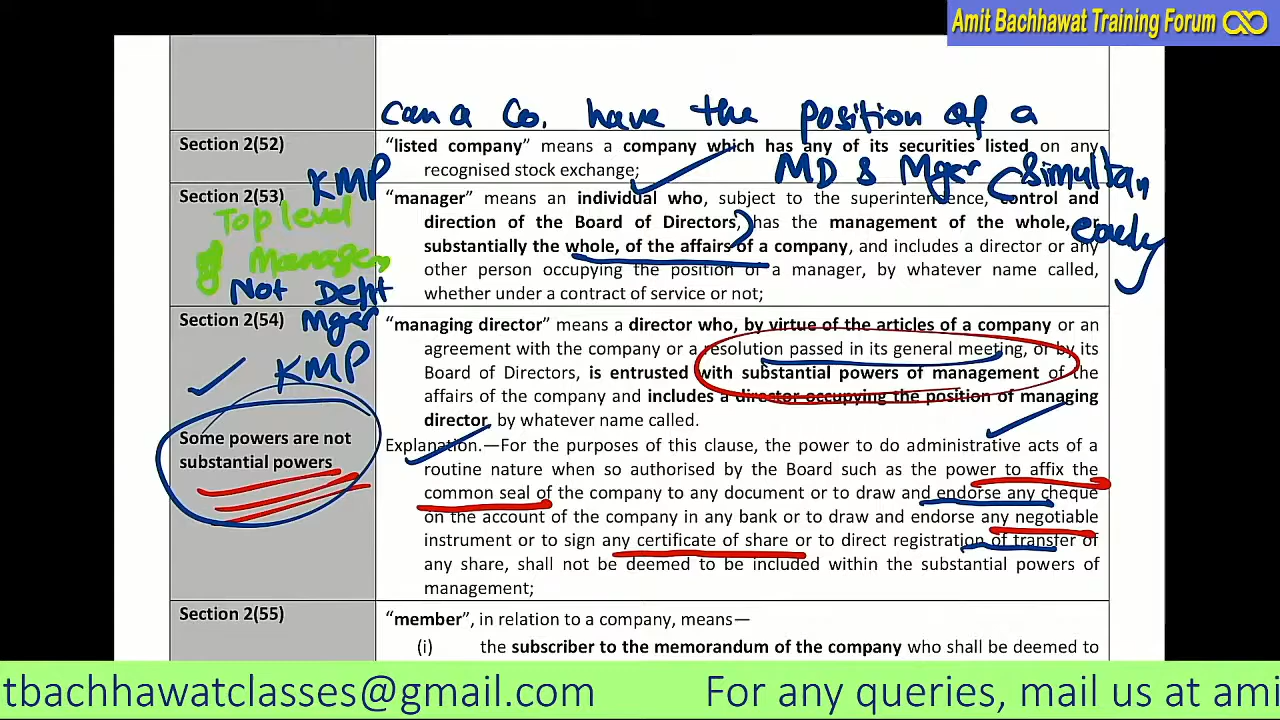 Amit Bachhawat Training Forum
Can a Co. have the position of a
MD & Mger (Simultan
eously
Section 2(52)
“listed company” means a company which has any of its securities listed on any
recognised stock exchange;
KMP
Section 2(53)
Top level
of Manager
Not Deptt
Mger
“manager” means an individual who, subject to the superintendence, control and
direction of the Board of Directors, has the management of the whole, or
substantially the whole, of the affairs of a company, and includes a director or any
other person occupying the position of a manager, by whatever name called,
whether under a contract of service or not;
Section 2(54)
KMP
“managing director” means a director who, by virtue of the articles of a company or an
agreement with the company or a resolution passed in its general meeting, or by its
Board of Directors, is entrusted with substantial powers of management of the
affairs of the company and includes a director occupying the position of managing
director, by whatever name called.
Some powers are not
substantial powers
Explanation.—For the purposes of this clause, the power to do administrative acts of a
routine nature when so authorised by the Board such as the power to affix the
common seal of the company to any document or to draw and endorse any cheque
on the account of the company in any bank or to draw and endorse any negotiable
instrument or to sign any certificate of share or to direct registration of transfer of
any share, shall not be deemed to be included within the substantial powers of
management;
Section 2(55)
“member”, in relation to a company, means—
(i) the subscriber to the memorandum of the company who shall be deemed to
tbachhawatclasses@gmail.com For any queries, mail us at ami